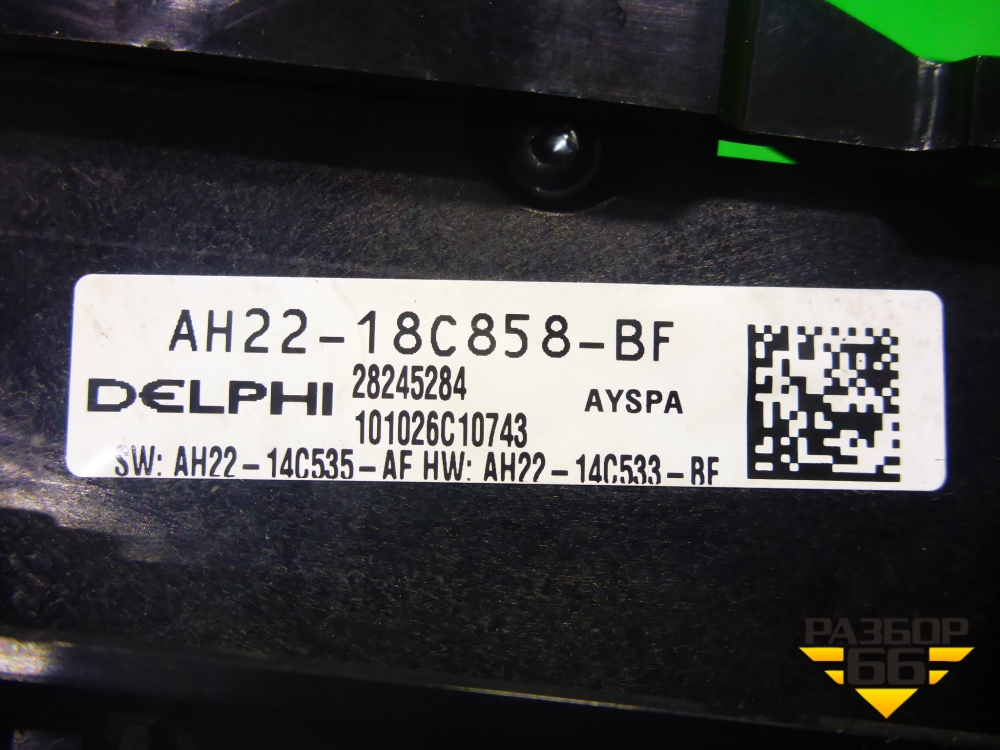 AH22-18C858-BF
DELPHI
28245284
101026C10743
AYSPA
SW: AH22-14C535-AF HW: AH22-14C533-BF
РАЗБОР
66